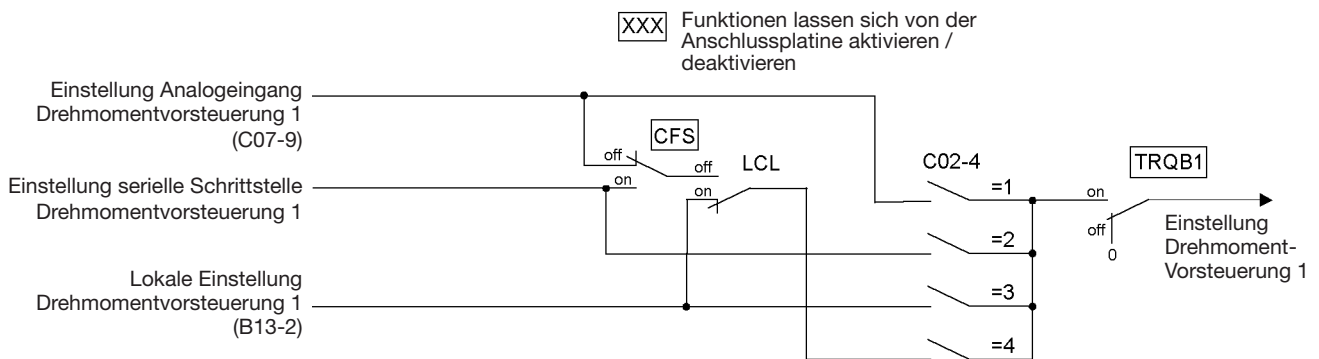 XXX
Funktionen lassen sich von der
Anschlussplatine aktivieren /
deaktivieren
Einstellung Analogeingang
Drehmomentvorsteuerung 1
(C07-9)
CFS
off
off
LCL
on
on
Einstellung serielle Schrittstelle
Drehmomentvorsteuerung 1
Lokale Einstellung
Drehmomentvorsteuerung 1
(B13-2)
C02-4
=1
=2
=3
=4
TRQB1
on
off
0
Einstellung
Drehmoment-
Vorsteuerung 1